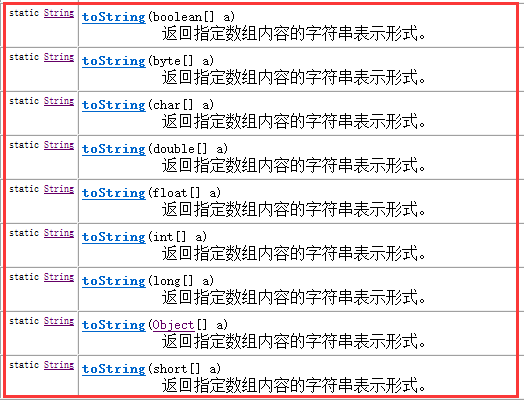 static String toString(boolean[] a)
返回指定数组内容的字符串表示形式。
static String toString(byte[] a)
返回指定数组内容的字符串表示形式。
static String toString(char[] a)
返回指定数组内容的字符串表示形式。
static String toString(double[] a)
返回指定数组内容的字符串表示形式。
static String toString(float[] a)
返回指定数组内容的字符串表示形式。
static String toString(int[] a)
返回指定数组内容的字符串表示形式。
static String toString(long[] a)
返回指定数组内容的字符串表示形式。
static String toString(Object[] a)
返回指定数组内容的字符串表示形式。
static String toString(short[] a)
返回指定数组内容的字符串表示形式。